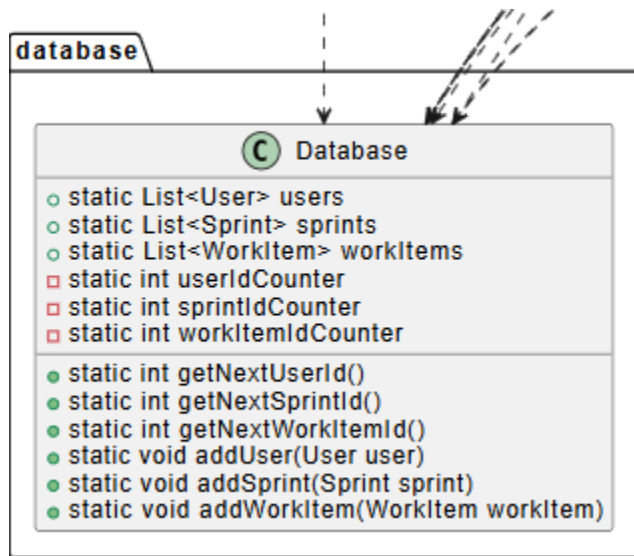 database
C Database
static List<User> users
static List<Sprint> sprints
static List<WorkItem> workItems
static int userIdCounter
static int sprintIdCounter
static int workItemIdCounter
static int getNextUserId()
static int getNextSprintId()
static int getNextWorkItemId()
static void addUser(User user)
static void addSprint(Sprint sprint)
static void addWorkItem(WorkItem workItem)